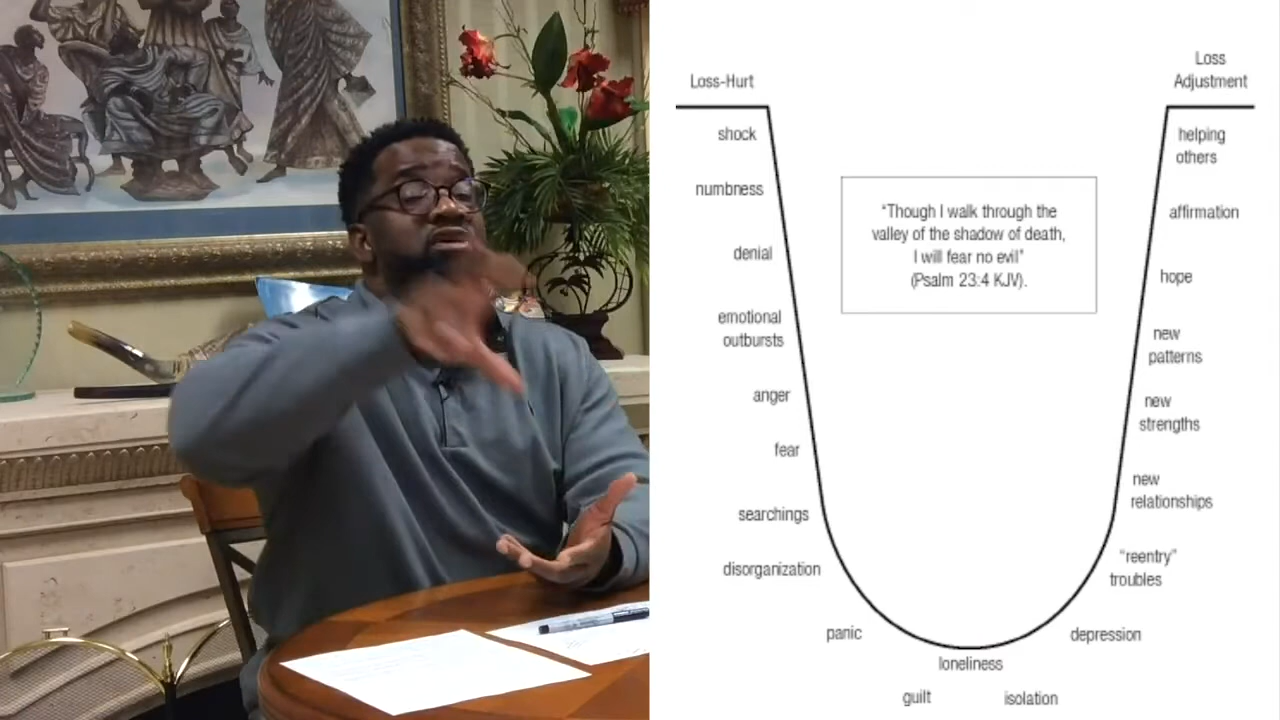 Loss-Hurt
shock
numbness
denial
emotional
outbursts
anger
fear
searchings
disorganization
panic
loneliness
guilt
isolation
depression
"reentry"
troubles
new
relationships
new
strengths
new
patterns
hope
affirmation
helping
others
Loss
Adjustment
"Though I walk through the
valley of the shadow of death,
I will fear no evil"
(Psalm 23:4 KJV).